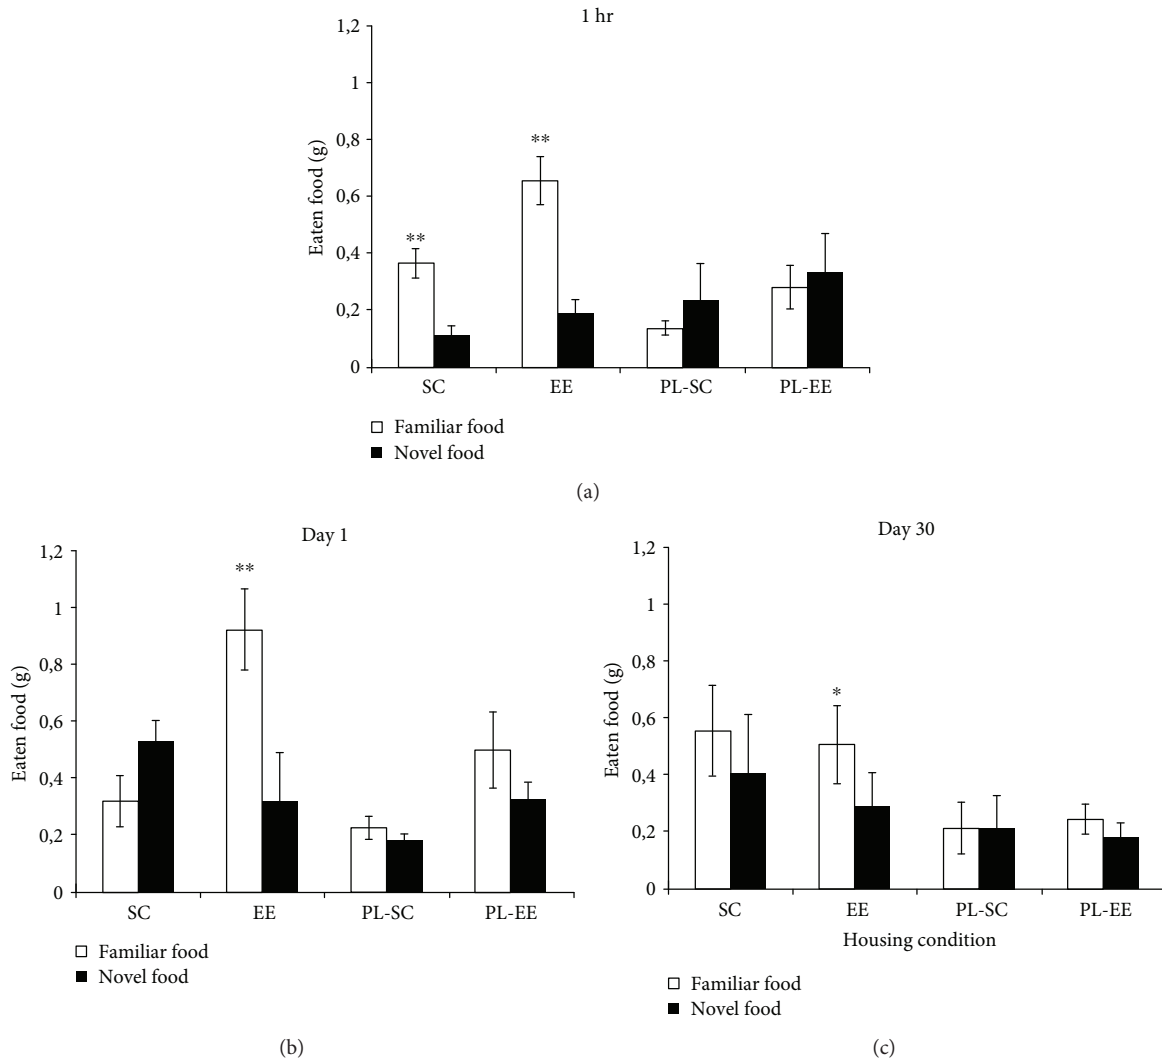 1 hr
1,2
1
0,8
0,6
0,4
0,2
0
Eaten food (g)
**
**
SC EE PL-SC PL-EE
Familiar food
Novel food
(a)
Day 1
1,2
1
0,8
0,6
0,4
0,2
0
Eaten food (g)
**
SC EE PL-SC PL-EE
Familiar food
Novel food
(b)
Day 30
1,2
1
0,8
0,6
0,4
0,2
0
Eaten food (g)
*
SC EE PL-SC PL-EE
Housing condition
Familiar food
Novel food
(c)